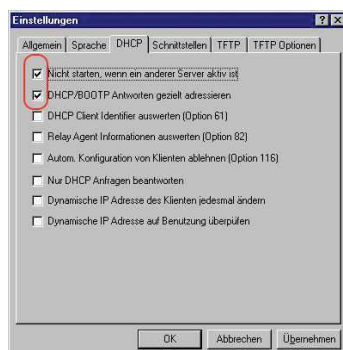 Einstellungen
Allgemein Sprache DHCP Schnittstellen TFTP TFTP Optionen
Nicht starten, wenn ein anderer Server aktiv ist
DHCP/BOOTP Antworten gezielt adressieren
DHCP Client Identifier auswerten (Option 61)
Relay Agent Informationen auswerten (Option 82)
Autom. Konfiguration von Klienten ablehnen (Option 116)
Nur DHCP Anfragen beantworten
Dynamische IP Adresse des Klienten jedesmal ändern
Dynamische IP Adresse auf Benutzung überpüfen
OK Abbrechen Übernehmen